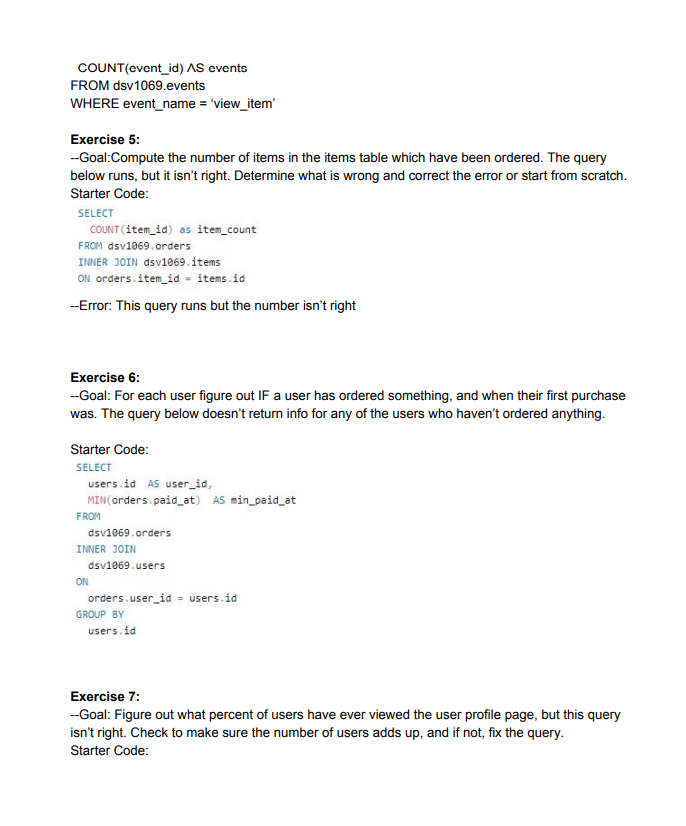 COUNT(event_id) AS events
FROM dsv1069.events
WHERE event_name = ‘view_item’
Exercise 5:
--Goal:Compute the number of items in the items table which have been ordered. The query
below runs, but it isn’t right. Determine what is wrong and correct the error or start from scratch.
Starter Code:
SELECT
COUNT(item_id) as item_count
FROM dsv1069.orders
INNER JOIN dsv1069.items
ON orders.item_id = items.id
--Error: This query runs but the number isn’t right
Exercise 6:
--Goal: For each user figure out IF a user has ordered something, and when their first purchase
was. The query below doesn’t return info for any of the users who haven’t ordered anything.
Starter Code:
SELECT
users.id AS user_id,
MIN(orders.paid_at) AS min_paid_at
FROM
dsv1069.orders
INNER JOIN
dsv1069.users
ON
orders.user_id = users.id
GROUP BY
users.id
Exercise 7:
--Goal: Figure out what percent of users have ever viewed the user profile page, but this query
isn’t right. Check to make sure the number of users adds up, and if not, fix the query.
Starter Code: